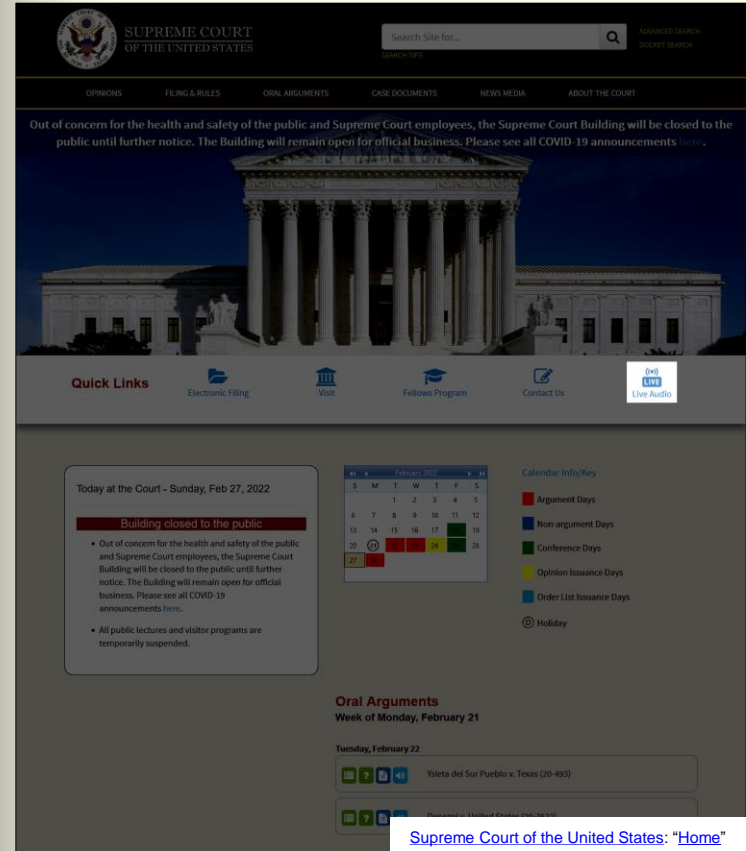 SUPREME COURT
OF THE UNITED STATES
Search Site for...
SEARCH TIPS
ADVANCED SEARCH
DOCKET SEARCH
OPINIONS FILING & RULES ORAL ARGUMENTS CASE DOCUMENTS NEWS MEDIA ABOUT THE COURT
Out of concern for the health and safety of the public and Supreme Court employees, the Supreme Court Building will be closed to the
public until further notice. The Building will remain open for official business. Please see all COVID-19 announcements here.
Quick Links
Electronic Filing
Visit
Fellows Program
Contact Us
LIVE
Live Audio
Today at the Court - Sunday, Feb 27, 2022
Building closed to the public
• Out of concern for the health and safety of the public
and Supreme Court employees, the Supreme Court
Building will be closed to the public until further
notice. The Building will remain open for official
business. Please see all COVID-19
announcements here.
• All public lectures and visitor programs are
temporarily suspended.
February 2022
S M T W T F S
1 2 3 4 5
6 7 8 9 10 11 12
13 14 15 16 17 19
20 21 24 26
27
Calendar Info/Key
Argument Days
Non-argument Days
Conference Days
Opinion Issuance Days
Order List Issuance Days
D Holiday
Oral Arguments
Week of Monday, February 21
Tuesday, February 22
Ysleta del Sur Pueblo v. Texas (20-493)
v. United States
Supreme Court of the United States: “Home”